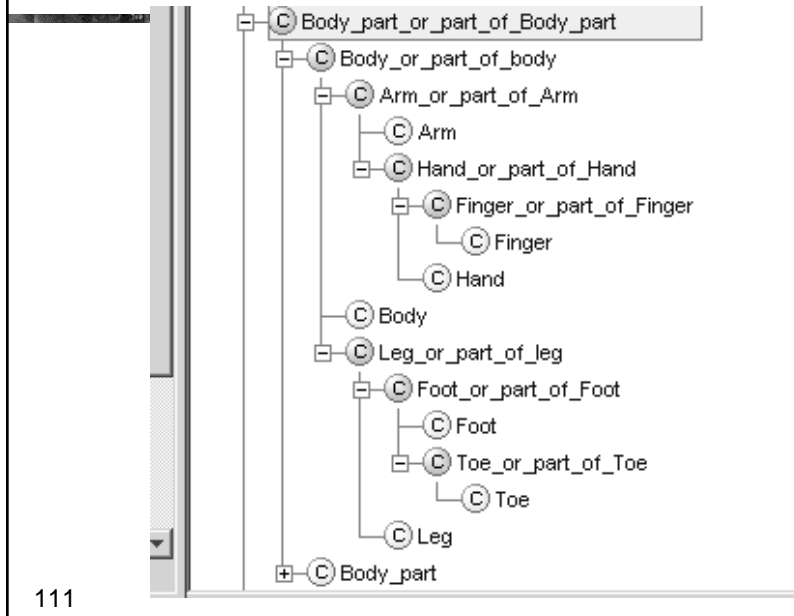 Body_part_or_part_of_Body_part
Body_or_part_of_body
Arm_or_part_of_Arm
Arm
Hand_or_part_of_Hand
Finger_or_part_of_Finger
Finger
Hand
Body
Leg_or_part_of_leg
Foot_or_part_of_Foot
Foot
Toe_or_part_of_Toe
Toe
Leg
Body_part
111